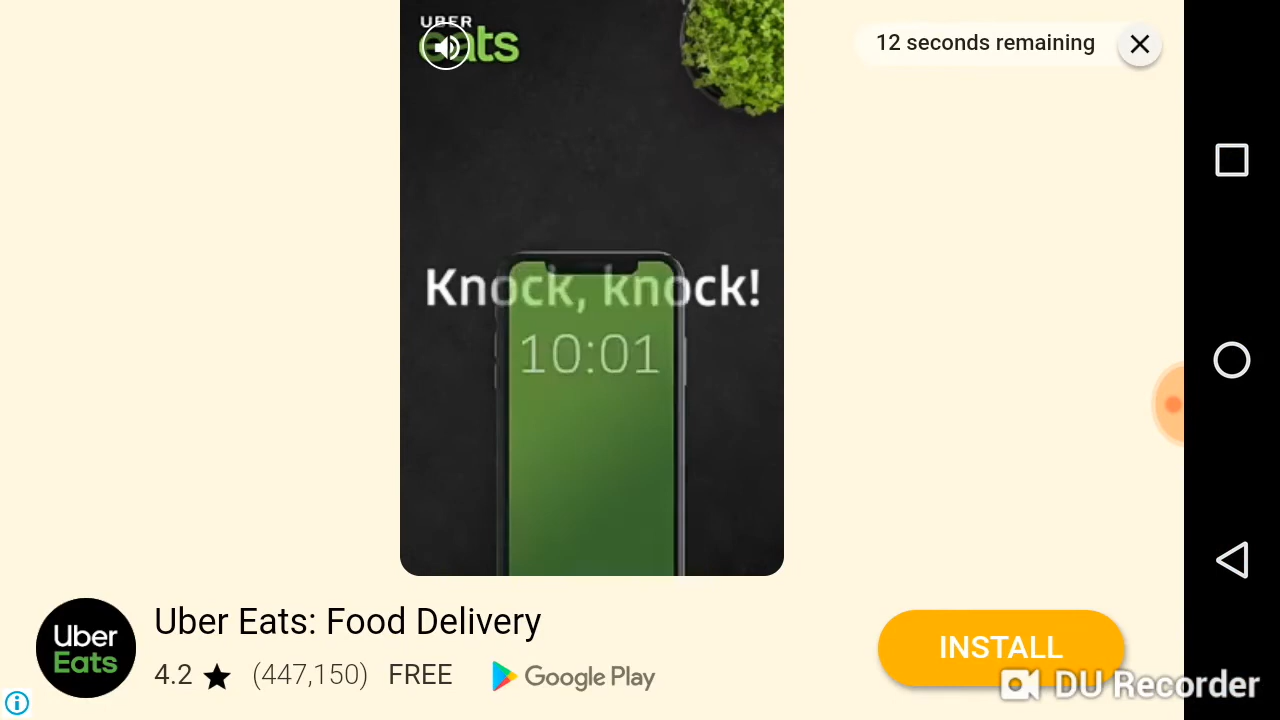 UBER
eats
12 seconds remaining
Knock, knock!
10:01
Uber Eats: Food Delivery
Uber
Eats
4.2 ★ (447,150) FREE Google Play
INSTALL
DU Recorder